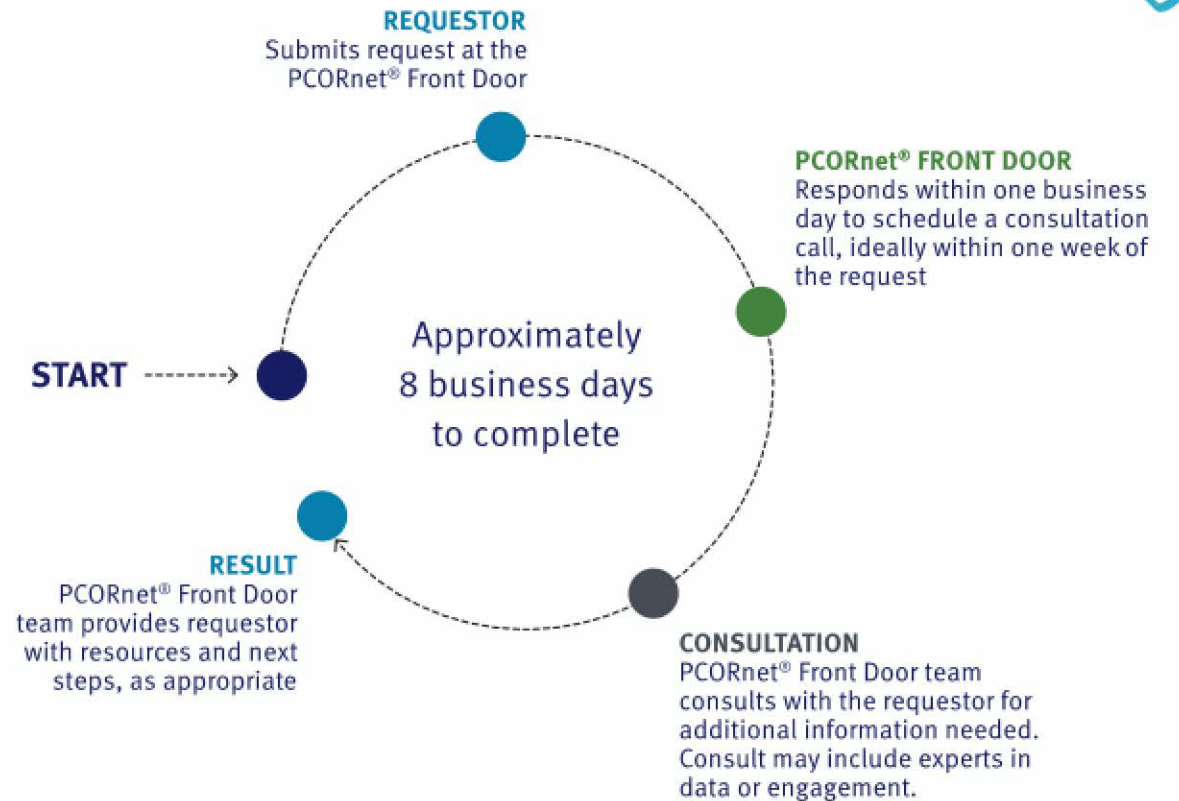 REQUESTOR
Submits request at the
PCORnet® Front Door
PCORnet® FRONT DOOR
Responds within one business
day to schedule a consultation
call, ideally within one week of
the request
Approximately
8 business days
to complete
START
RESULT
PCORnet® Front Door
team provides requestor
with resources and next
steps, as appropriate
CONSULTATION
PCORnet® Front Door team
consults with the requestor for
additional information needed.
Consult may include experts in
data or engagement.